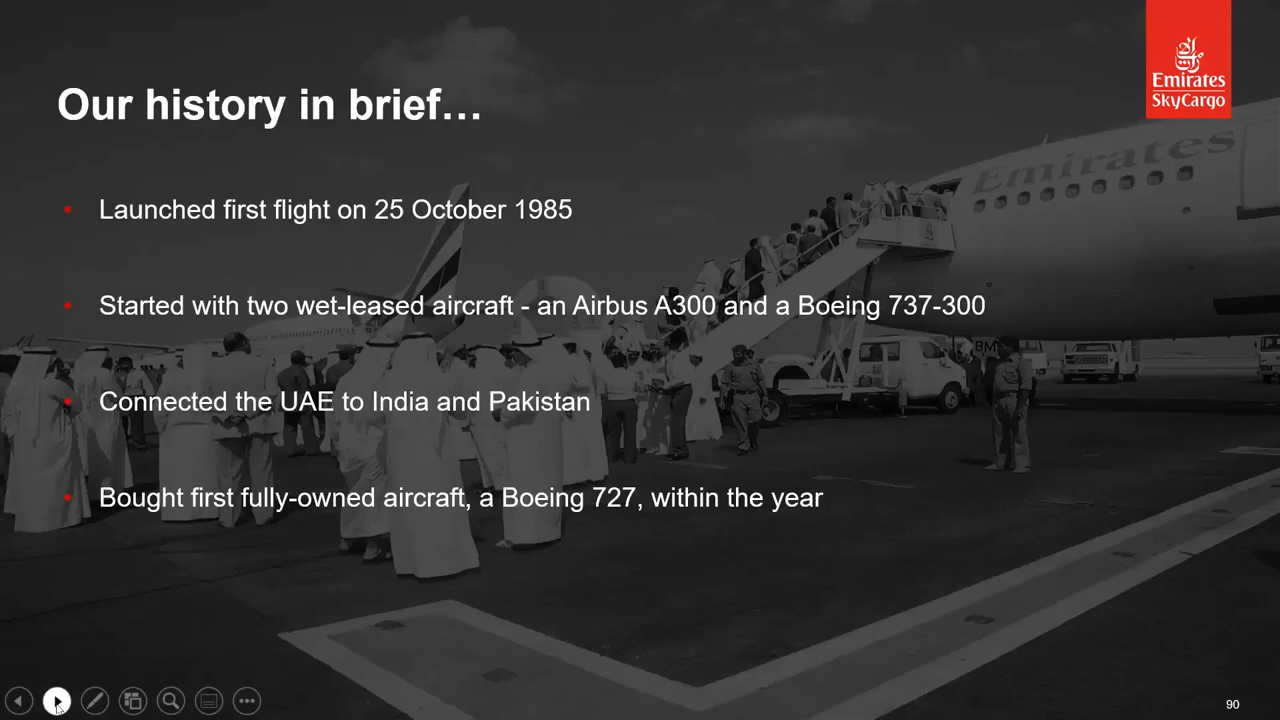 Emirates
SkyCargo
Our history in brief…
Emirates
• Launched first flight on 25 October 1985
• Started with two wet-leased aircraft - an Airbus A300 and a Boeing 737-300
BM
• Connected the UAE to India and Pakistan
• Bought first fully-owned aircraft, a Boeing 727, within the year
90